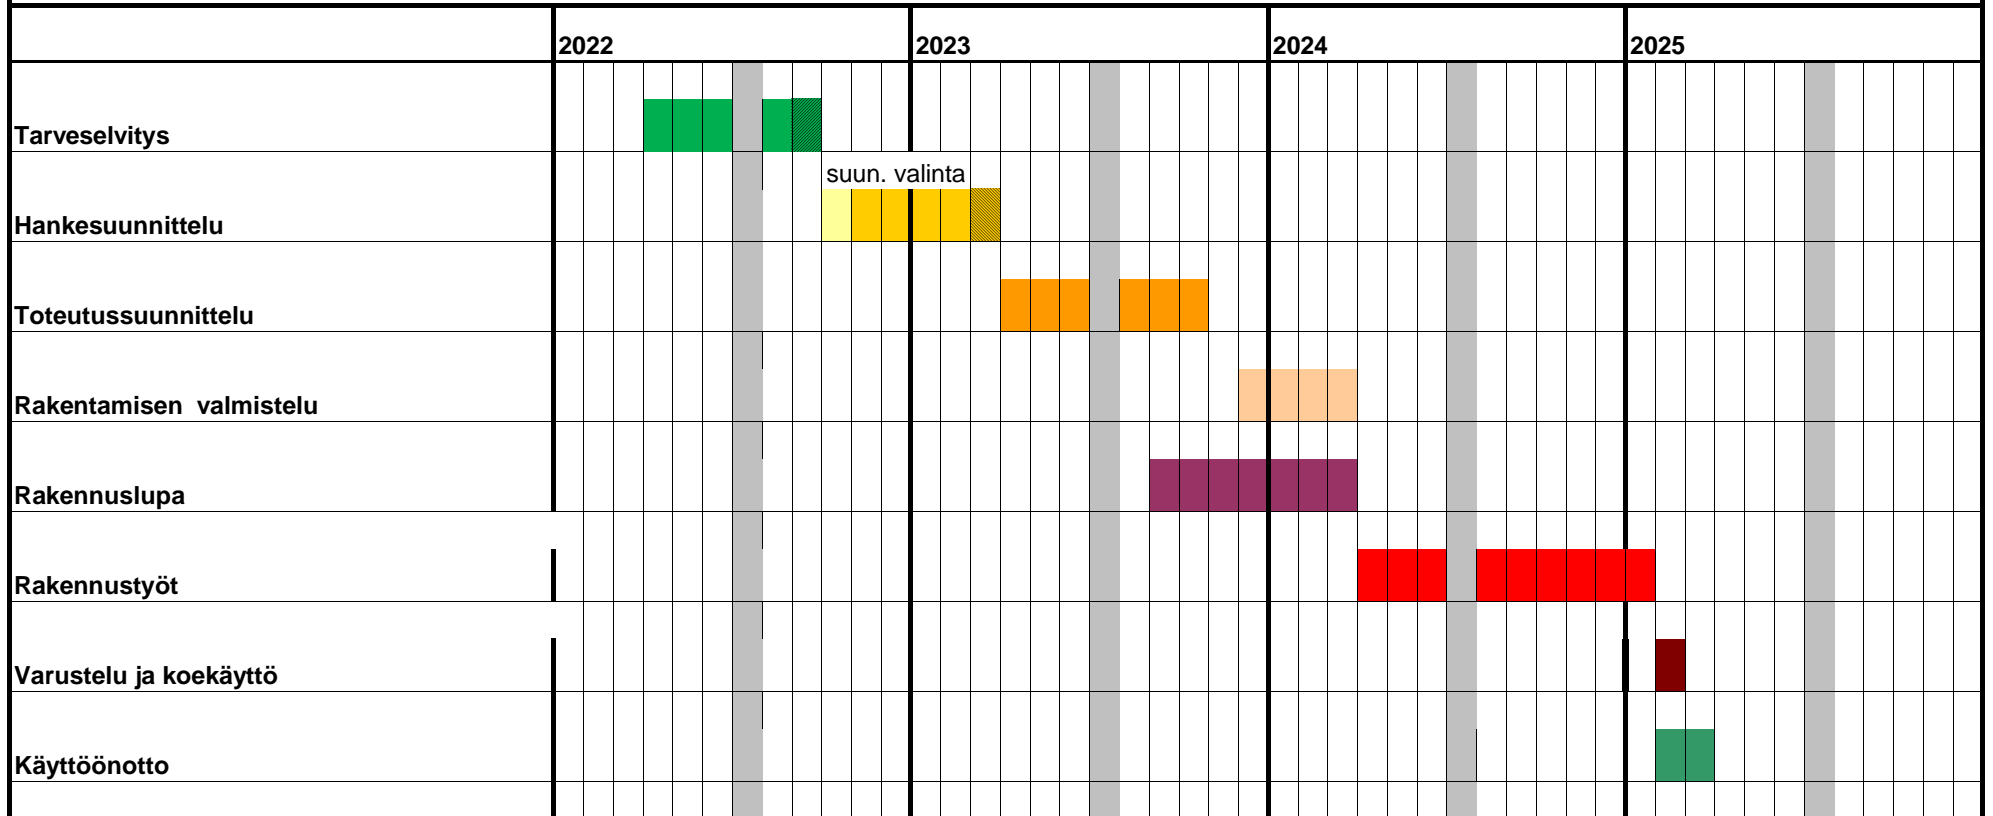 2022 2023 2024 2025
Tarveselvitys
suun. valinta
Hankesuunnittelu
Toteutussuunnittelu
Rakentamisen  valmistelu
Rakennuslupa
Rakennustyöt
Varustelu ja koekäyttö
Käyttöönotto